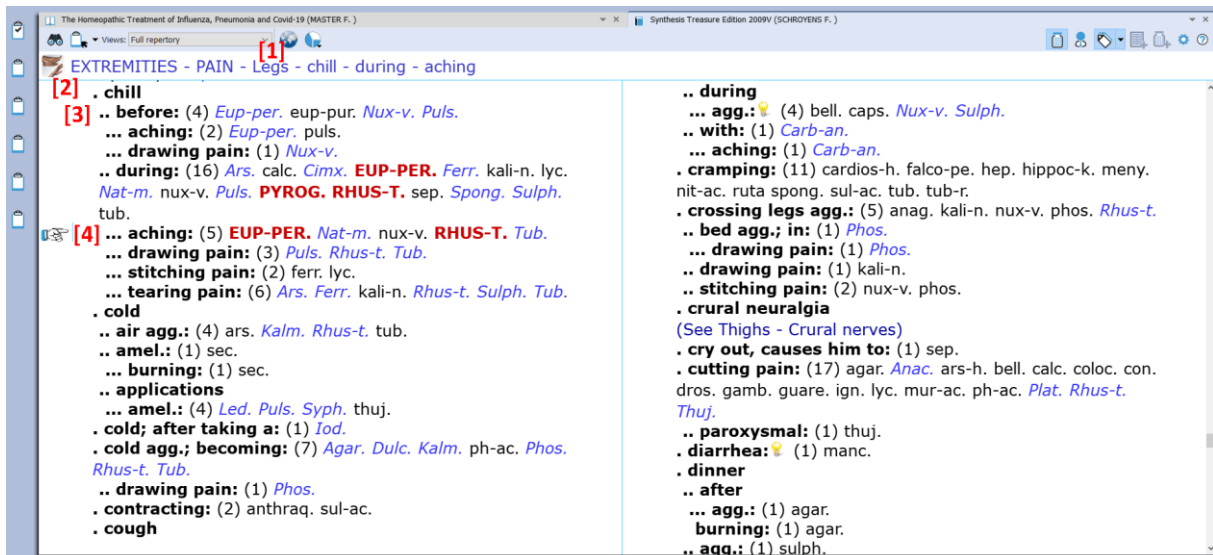 The Homeopathic Treatment of Influenza, Pneumonia and Covid-19 (MASTER F. )
Synthesis Treasure Edition 2009V (SCHROYENS F. )
Views: Full repertory
[1]
EXTREMITIES - PAIN - Legs - chill - during - aching
[2] . chill
[3] .. before: (4) Eup-per. eup-pur. Nux-v. Puls.
... aching: (2) Eup-per. puls.
... drawing pain: (1) Nux-v.
.. during: (16) Ars. calc. Cimx. EUP-PER. Ferr. kali-n. lyc.
Nat-m. nux-v. Puls. PYROG. RHUS-T. sep. Spong. Sulph.
tub.
[4] ... aching: (5) EUP-PER. Nat-m. nux-v. RHUS-T. Tub.
... drawing pain: (3) Puls. Rhus-t. Tub.
... stitching pain: (2) ferr. lyc.
... tearing pain: (6) Ars. Ferr. kali-n. Rhus-t. Sulph. Tub.
. cold
.. air agg.: (4) ars. Kalm. Rhus-t. tub.
.. amel.: (1) sec.
... burning: (1) sec.
.. applications
... amel.: (4) Led. Puls. Syph. thuj.
. cold; after taking a: (1) Iod.
. cold agg.; becoming: (7) Agar. Dulc. Kalm. ph-ac. Phos.
Rhus-t. Tub.
.. drawing pain: (1) Phos.
. contracting: (2) anthraq. sul-ac.
. cough
.. during
... agg.: (4) bell. caps. Nux-v. Sulph.
.. with: (1) Carb-an.
... aching: (1) Carb-an.
. cramping: (11) cardios-h. falco-pe. hep. hippoc-k. meny.
nit-ac. ruta spong. sul-ac. tub. tub-r.
. crossing legs agg.: (5) anag. kali-n. nux-v. phos. Rhus-t.
.. bed agg.; in: (1) Phos.
... drawing pain: (1) Phos.
.. drawing pain: (1) kali-n.
.. stitching pain: (2) nux-v. phos.
. crural neuralgia
(See Thighs - Crural nerves)
. cry out, causes him to: (1) sep.
. cutting pain: (17) agar. Anac. ars-h. bell. calc. coloc. con.
dros. gamb. guare. ign. lyc. mur-ac. ph-ac. Plat. Rhus-t.
Thuj.
.. paroxysmal: (1) thuj.
. diarrhea: (1) manc.
. dinner
.. after
... agg.: (1) agar.
burning: (1) agar.
.. agg.: (1) sulph.